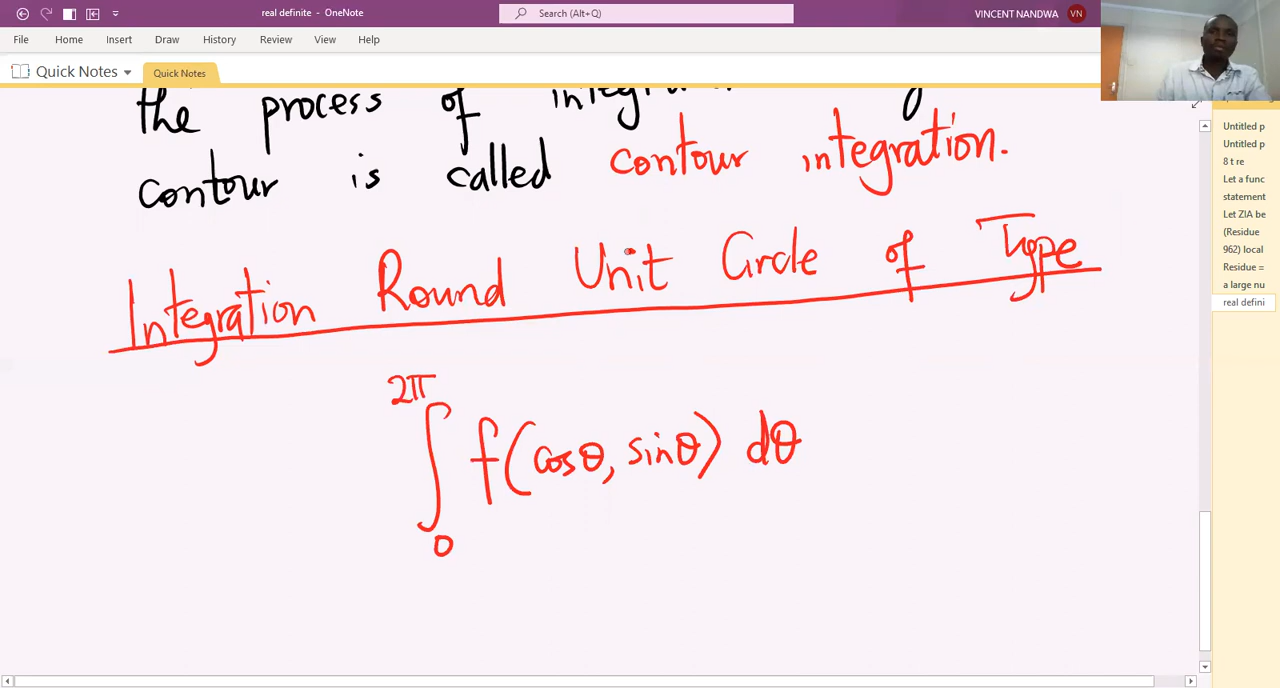 real definite - OneNote
Search (Alt+Q)
VINCENT NANDWA
VN
File Home Insert Draw History Review View Help
Quick Notes
Quick Notes
the process of
contour is called contour integration.
Integration Round Unit Circle of Type
2π
∫ f(cosθ, sinθ) dθ
0
Untitled p
Untitled p
8 t re
Let a func
statement
Let ZIA be
(Residue
962) local
Residue =
a large nu
real defini